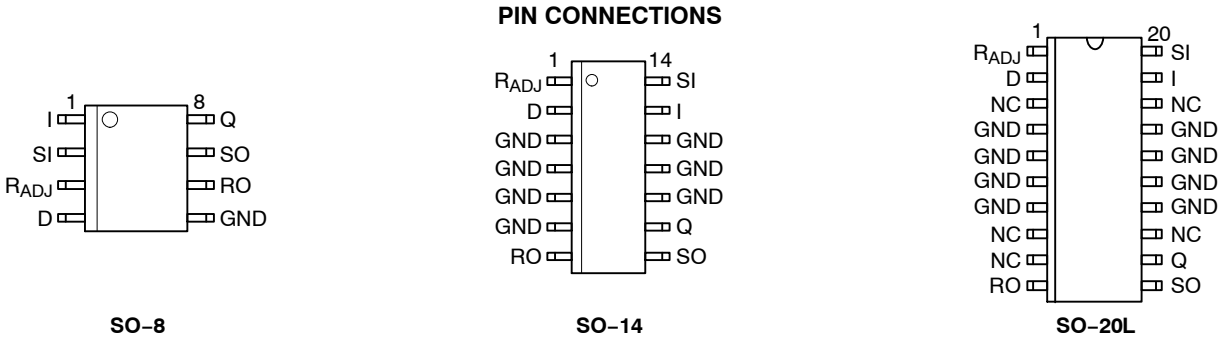 PIN CONNECTIONS
1 8
I Q
SI SO
RADJ RO
D GND
SO−8
1 14
RADJ SI
D I
GND GND
GND GND
GND GND
GND Q
RO SO
SO−14
1 20
RADJ SI
D I
NC NC
GND GND
GND GND
GND GND
GND GND
NC NC
NC Q
RO SO
SO−20L